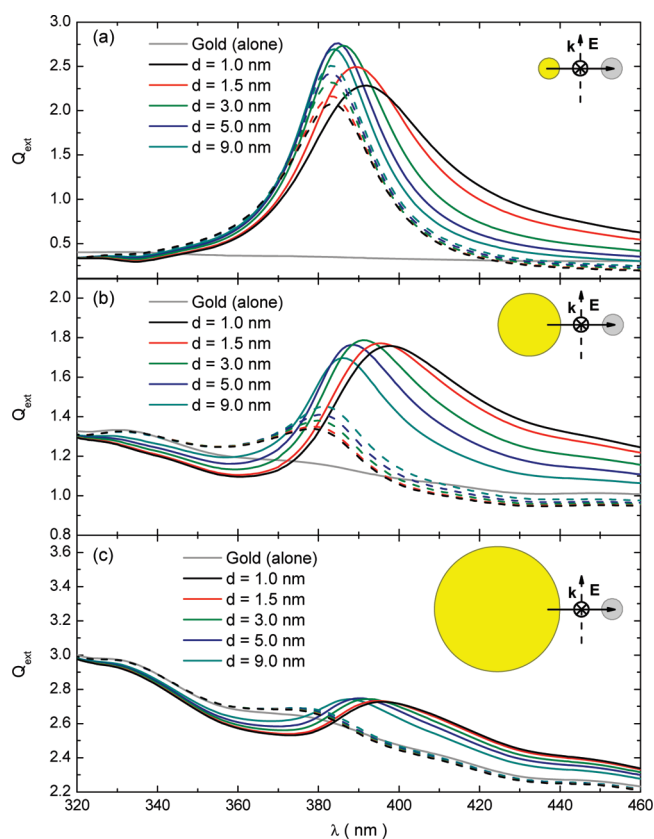 3.0
(a)
Gold (alone)
k
E
2.5
d = 1.0 nm
d = 1.5 nm
2.0
d = 3.0 nm
d = 5.0 nm
Qext
1.5
d = 9.0 nm
1.0
0.5
2.0
(b)
Gold (alone)
k
E
1.8
d = 1.0 nm
d = 1.5 nm
1.6
d = 3.0 nm
d = 5.0 nm
Qext
1.4
d = 9.0 nm
1.2
1.0
0.8
3.6
(c)
Gold (alone)
3.4
d = 1.0 nm
k
E
3.2
d = 1.5 nm
d = 3.0 nm
3.0
d = 5.0 nm
Qext
2.8
d = 9.0 nm
2.6
2.4
2.2
320 340 360 380 400 420 440 460
λ ( nm )